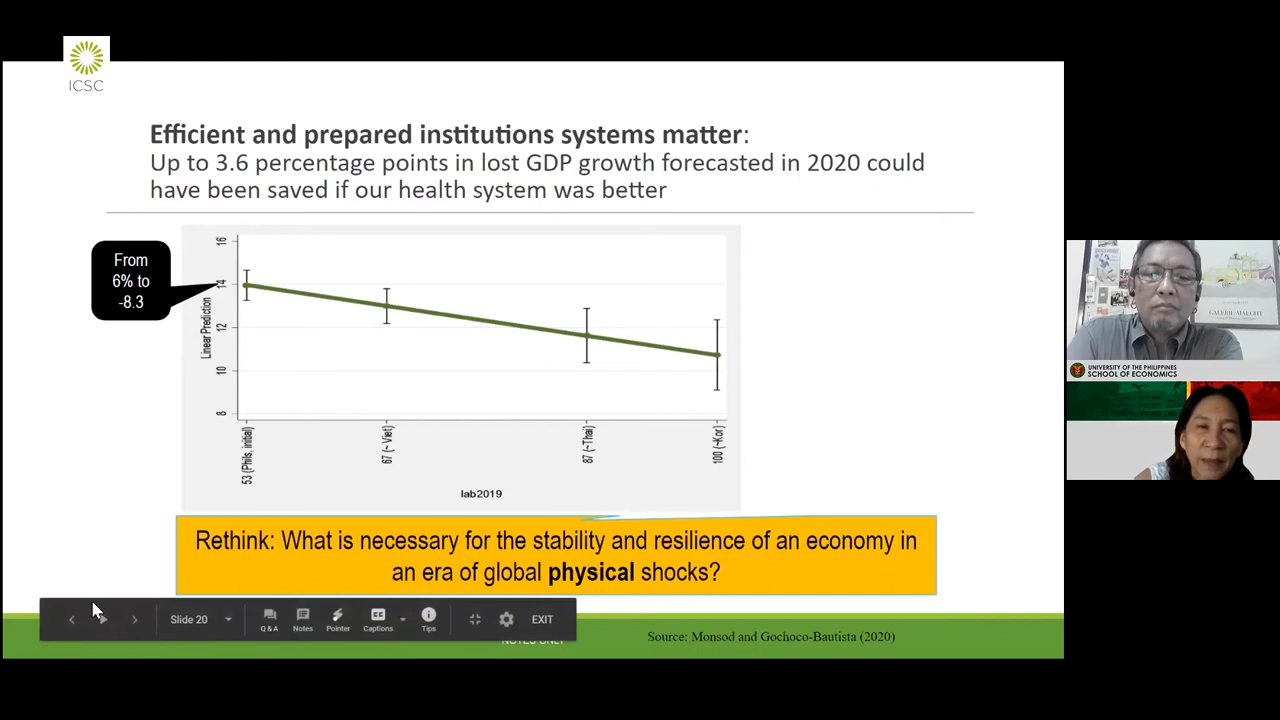 ICSC
Efficient and prepared institutions systems matter:
Up to 3.6 percentage points in lost GDP growth forecasted in 2020 could
have been saved if our health system was better
From
6% to
-8.3
16
14
12
10
8
Linear Prediction
53 (Phils, initial)
67 (~ Viet)
87 (~Thai)
100 (~Kor)
lab2019
Rethink: What is necessary for the stability and resilience of an economy in
an era of global physical shocks?
Slide 20
Q & A
Notes
Pointer
Captions
Tips
EXIT
NOTES ONLY
Source: Monsod and Gochoco-Bautista (2020)
GALERIE MAEGHT
UNIVERSITY OF THE PHILIPPINES
SCHOOL OF ECONOMICS